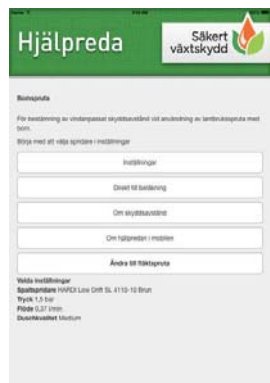 Hjälpreda
Säkert
växtskydd
Bomspruta
För bestämning av vindanpassat skyddsavstånd vid användning av lantbruksspruta med
bom.
Börja med att välja spridare i inställningar
Inställningar
Direkt till beräkning
Om skyddsavstånd
Om hjälpredan i mobilen
Ändra till fläktspruta
Valda inställningar
Spaltspridare HARDI Low Drift SL 4110-10 Brun
Tryck 1,5 bar
Flöde 0,37 l/min
Duschkvalitet Medium